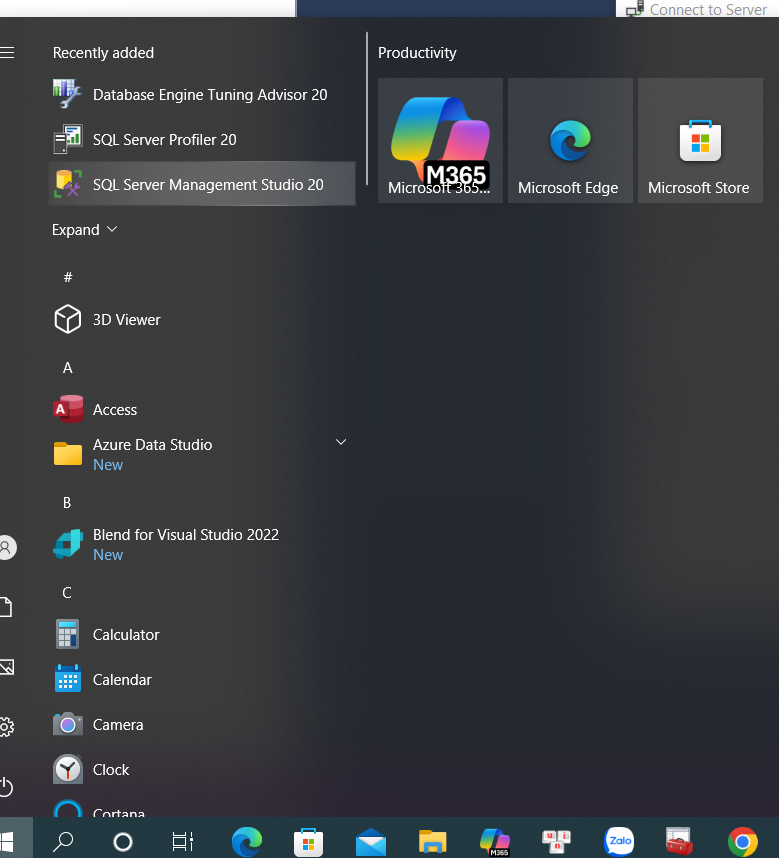 Connect to Server
Recently added
Productivity
Database Engine Tuning Advisor 20
SQL Server Profiler 20
SQL Server Management Studio 20
M365
Microsoft 365...
Microsoft Edge
Microsoft Store
Expand
#
3D Viewer
A
A
Access
Azure Data Studio
New
B
Blend for Visual Studio 2022
New
C
Calculator
Calendar
Camera
Clock
Cortana
M365
U
i
n
Zalo